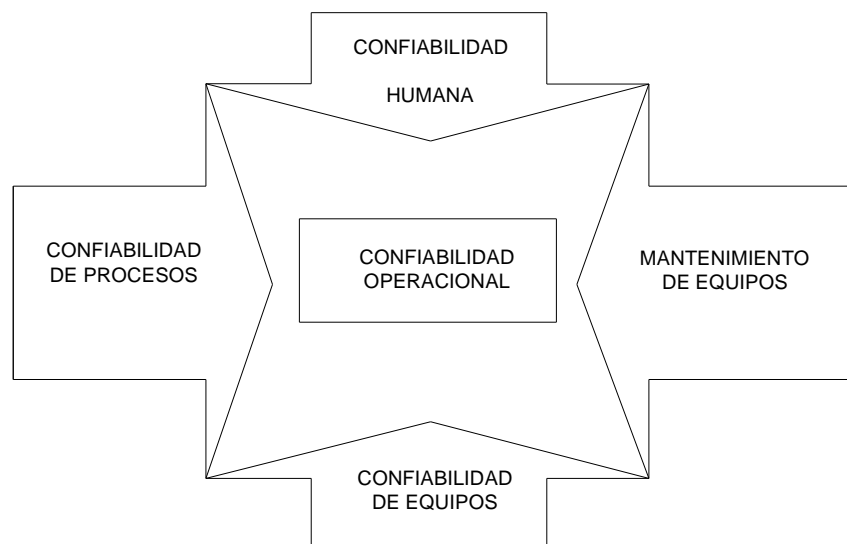 CONFIABILIDAD
HUMANA
CONFIABILIDAD
DE PROCESOS
CONFIABILIDAD
OPERACIONAL
MANTENIMIENTO
DE EQUIPOS
CONFIABILIDAD
DE EQUIPOS